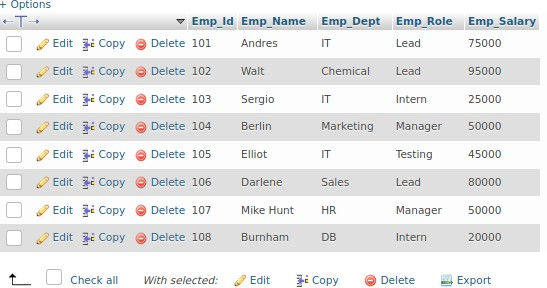 + Options
Emp_Id Emp_Name Emp_Dept Emp_Role Emp_Salary
Edit Copy Delete 101 Andres IT Lead 75000
Edit Copy Delete 102 Walt Chemical Lead 95000
Edit Copy Delete 103 Sergio IT Intern 25000
Edit Copy Delete 104 Berlin Marketing Manager 50000
Edit Copy Delete 105 Elliot IT Testing 45000
Edit Copy Delete 106 Darlene Sales Lead 80000
Edit Copy Delete 107 Mike Hunt HR Manager 50000
Edit Copy Delete 108 Burnham DB Intern 20000
Check all With selected: Edit Copy Delete Export